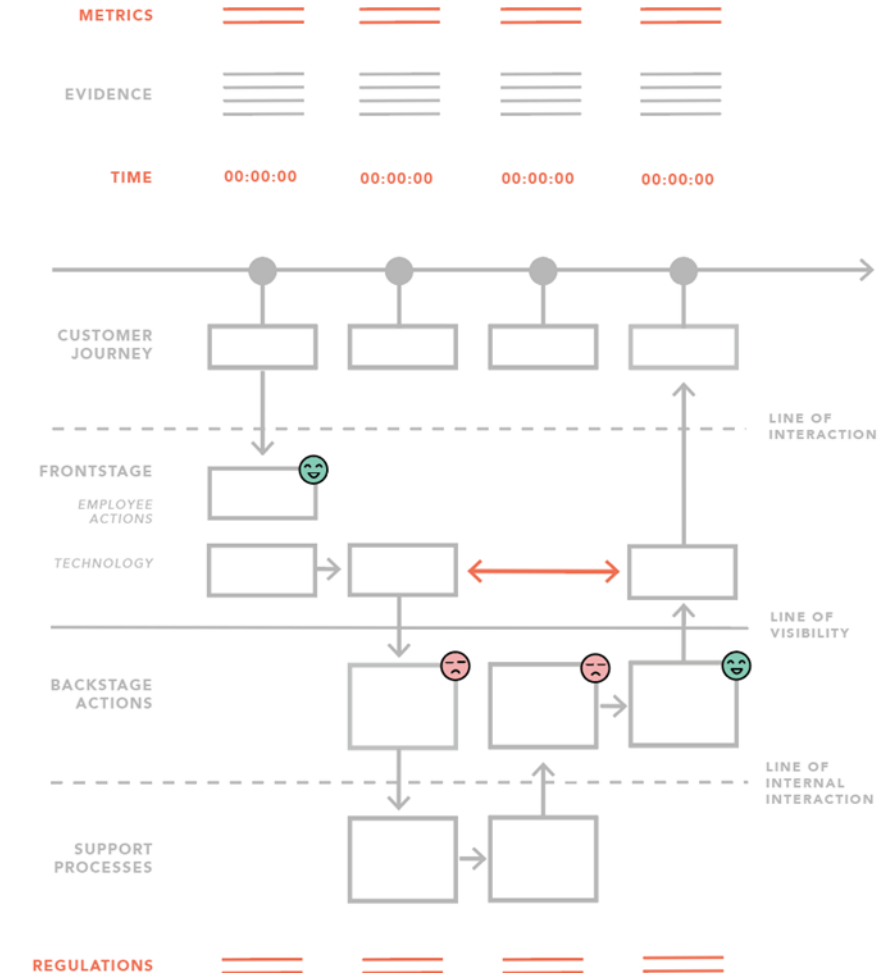 METRICS
EVIDENCE
TIME
00:00:00
00:00:00
00:00:00
00:00:00
CUSTOMER
JOURNEY
LINE OF
INTERACTION
FRONTSTAGE
EMPLOYEE
ACTIONS
TECHNOLOGY
LINE OF
VISIBILITY
BACKSTAGE
ACTIONS
LINE OF
INTERNAL
INTERACTION
SUPPORT
PROCESSES
REGULATIONS